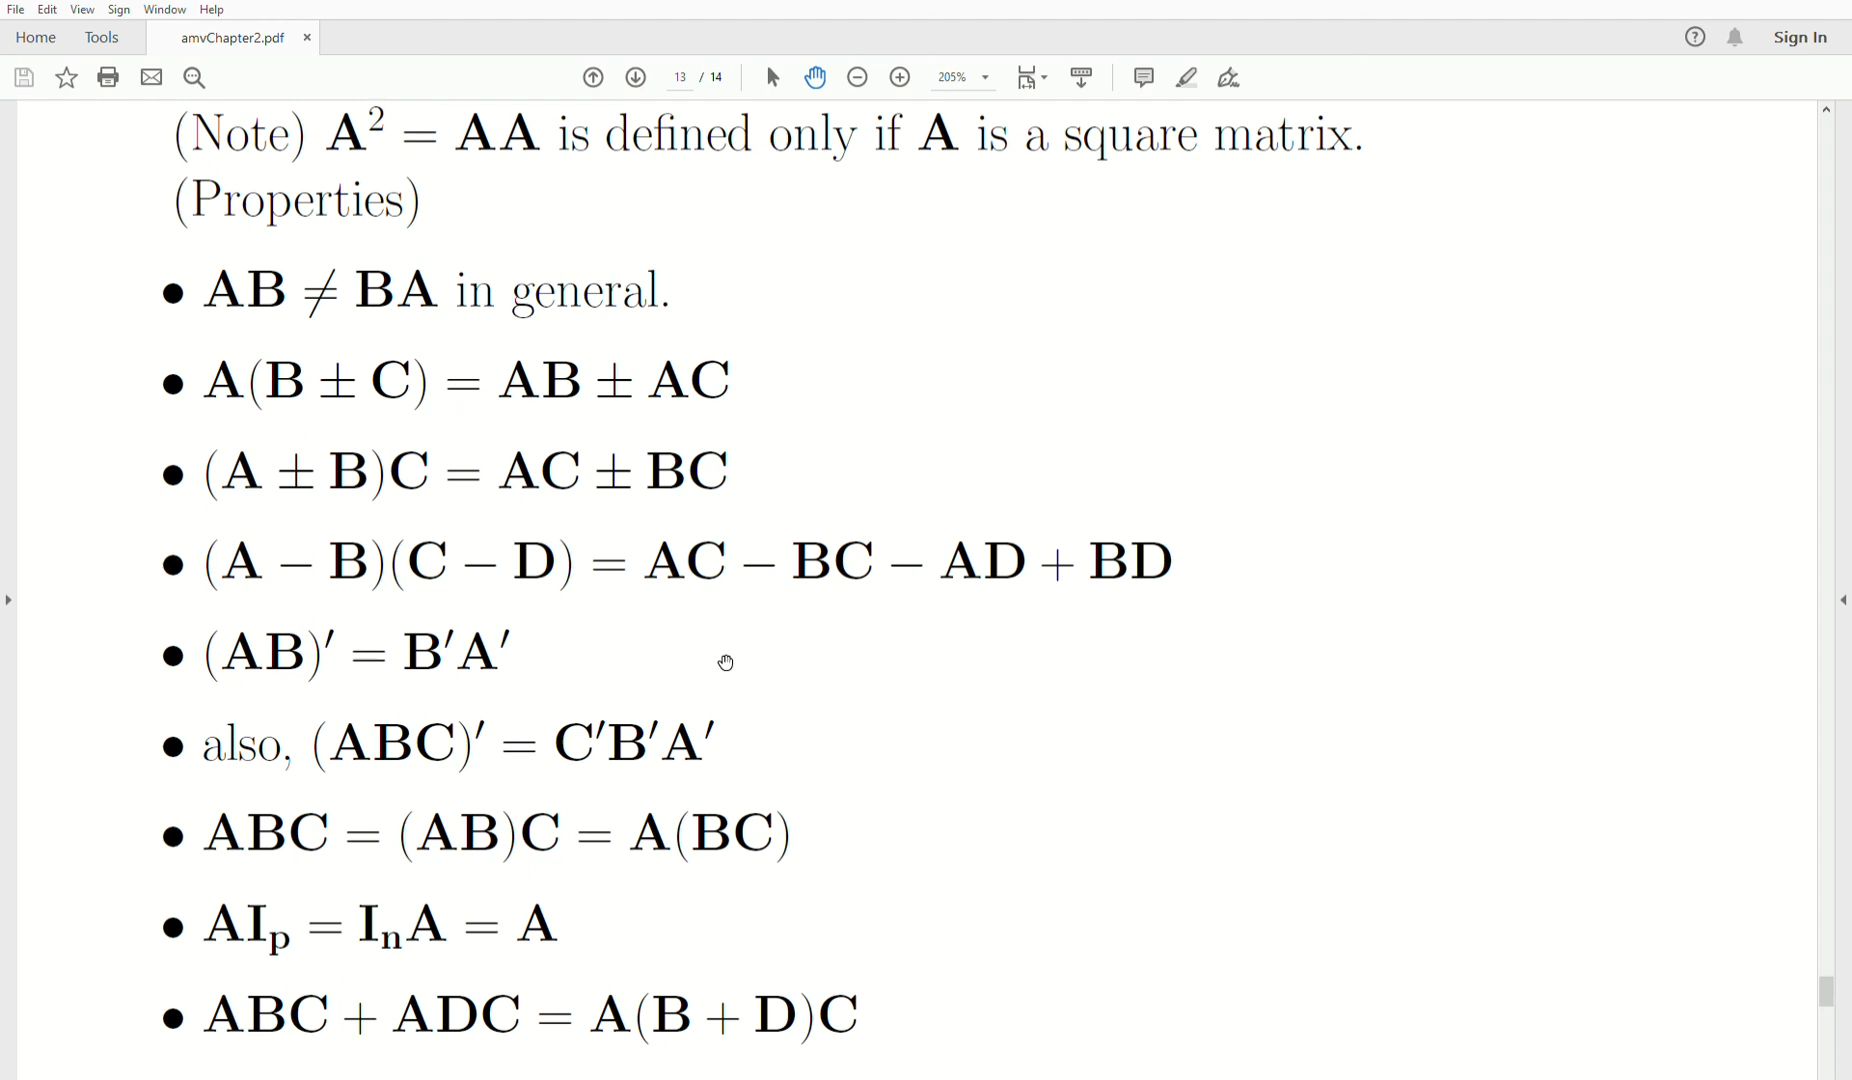 File Edit View Sign Window Help
Home Tools amvChapter2.pdf × ? Sign In
13 / 14 205%
(Note) A² = AA is defined only if A is a square matrix.
(Properties)
• AB ≠ BA in general.
• A(B ± C) = AB ± AC
• (A ± B)C = AC ± BC
• (A − B)(C − D) = AC − BC − AD + BD
• (AB)′ = B′A′
• also, (ABC)′ = C′B′A′
• ABC = (AB)C = A(BC)
• AIₚ = IₙA = A
• ABC + ADC = A(B + D)C